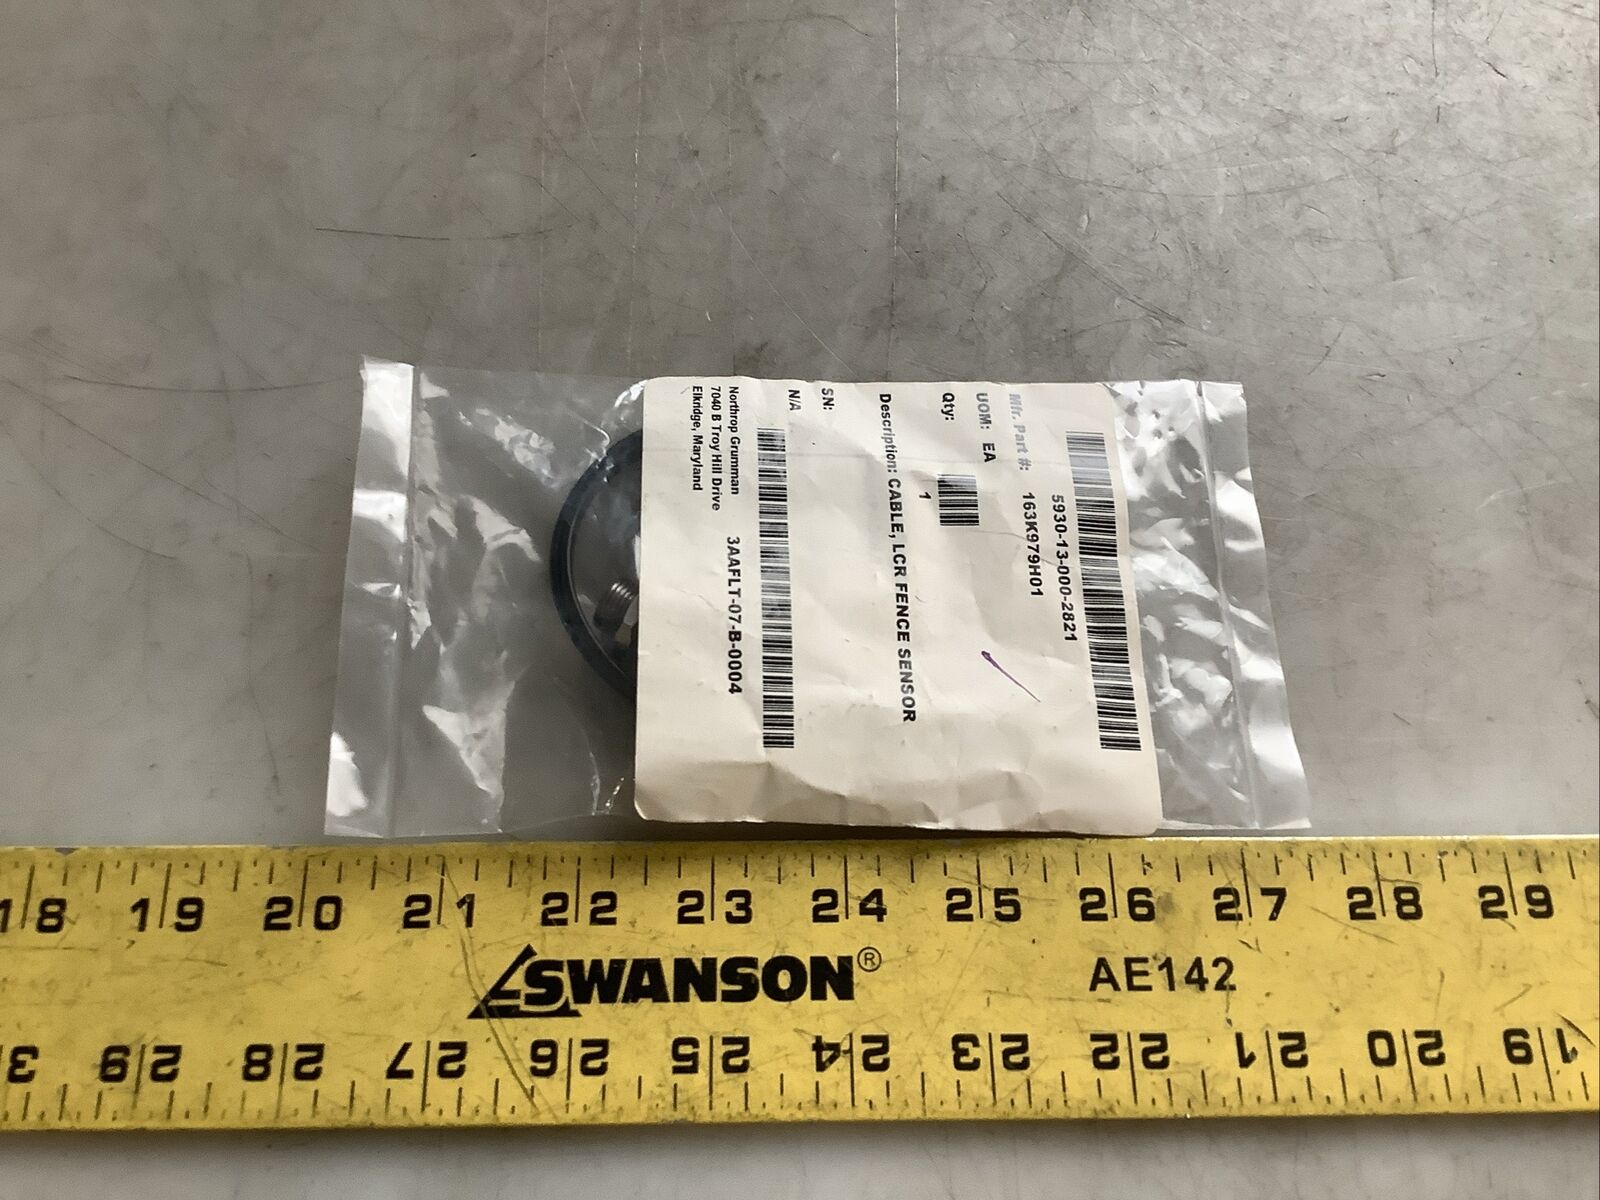 5930-13-000-2821
Mfr. Part #: 163K979H01
UOM: EA
Qty: 1
Description: CABLE, LCR FENCE SENSOR
SN:
N/A
Northrop Grumman
7040 B Troy Hill Drive
Elkridge, Maryland
3AAFLT-07-B-0004
18 19 20 21 22 23 24 25 26 27 28 29
SWANSON® AE142
3 29 28 27 26 25 24 23 22 21 20 19